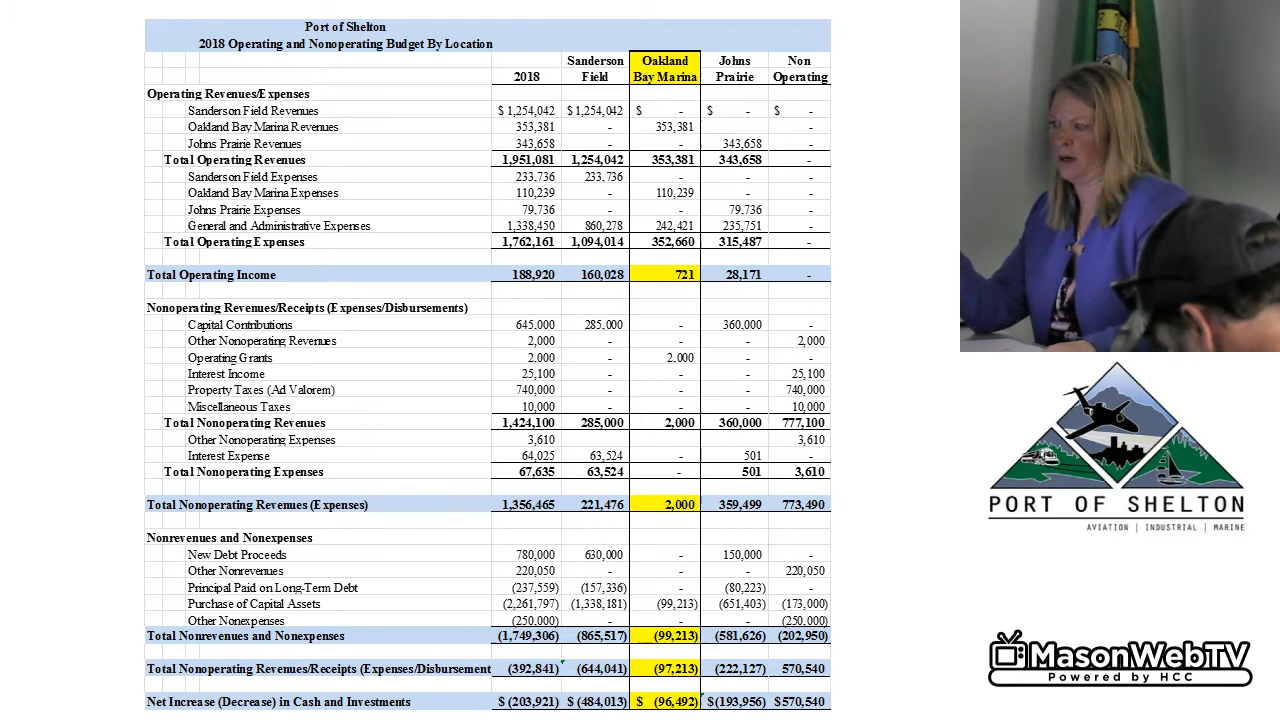 Port of Shelton
2018 Operating and Nonoperating Budget By Location
Sanderson Oakland Johns Non
2018 Field Bay Marina Prairie Operating
Operating Revenues/Expenses
Sanderson Field Revenues $ 1,254,042 $ 1,254,042 $ - $ - $ -
Oakland Bay Marina Revenues 353,381 - 353,381 -
Johns Prairie Revenues 343,658 - - 343,658 -
Total Operating Revenues 1,951,081 1,254,042 353,381 343,658 -
Sanderson Field Expenses 233,736 233,736 - - -
Oakland Bay Marina Expenses 110,239 - 110,239 - -
Johns Prairie Expenses 79,736 - - 79,736 -
General and Administrative Expenses 1,338,450 860,278 242,421 235,751 -
Total Operating Expenses 1,762,161 1,094,014 352,660 315,487 -
Total Operating Income 188,920 160,028 721 28,171 -
Nonoperating Revenues/Receipts (Expenses/Disbursements)
Capital Contributions 645,000 285,000 - 360,000 -
Other Nonoperating Revenues 2,000 - - - 2,000
Operating Grants 2,000 - 2,000 - -
Interest Income 25,100 - - - 25,100
Property Taxes (Ad Valorem) 740,000 - - - 740,000
Miscellaneous Taxes 10,000 - - - 10,000
Total Nonoperating Revenues 1,424,100 285,000 2,000 360,000 777,100
Other Nonoperating Expenses 3,610 - - - 3,610
Interest Expense 64,025 63,524 - 501 -
Total Nonoperating Expenses 67,635 63,524 - 501 3,610
Total Nonoperating Revenues (Expenses) 1,356,465 221,476 2,000 359,499 773,490
Nonrevenues and Nonexpenses
New Debt Proceeds 780,000 630,000 - 150,000 -
Other Nonrevenues 220,050 - - - 220,050
Principal Paid on Long-Term Debt (237,559) (157,336) - (80,223) -
Purchase of Capital Assets (2,261,797) (1,338,181) (99,213) (651,403) (173,000)
Other Nonexpenses (250,000) - - - (250,000)
Total Nonrevenues and Nonexpenses (1,749,306) (865,517) (99,213) (581,626) (202,950)
Total Nonoperating Revenues/Receipts (Expenses/Disbursement (392,841) (644,041) (97,213) (222,127) 570,540
Net Increase (Decrease) in Cash and Investments $ (203,921) $ (484,013) $ (96,492) $ (193,956) $ 570,540
PORT OF SHELTON
AVIATION | INDUSTRIAL | MARINE
MasonWebTV
Powered by HCC